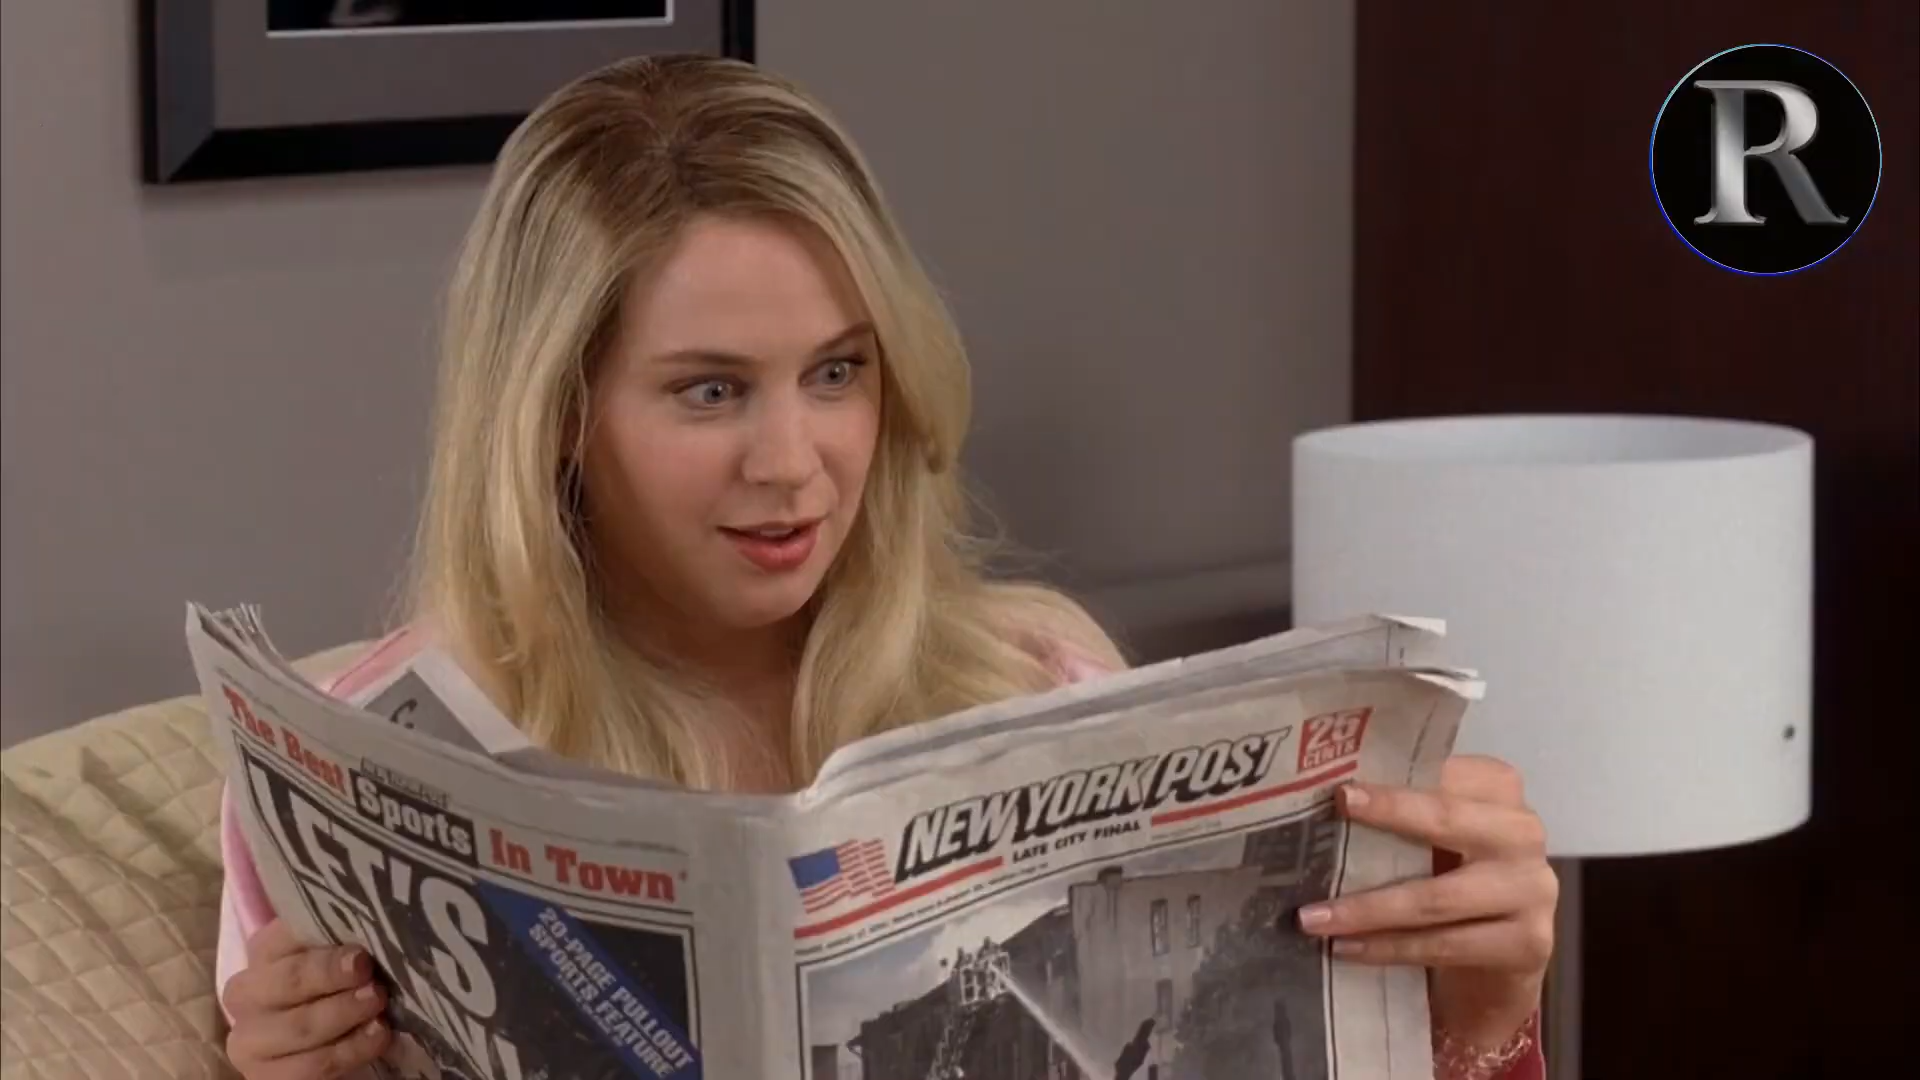 R
The Best
Sports
In Town
LET'S
20-PAGE PULLOUT
SPORTS FEATURE
NEW YORK POST
25
CENTS
LATE CITY FINAL